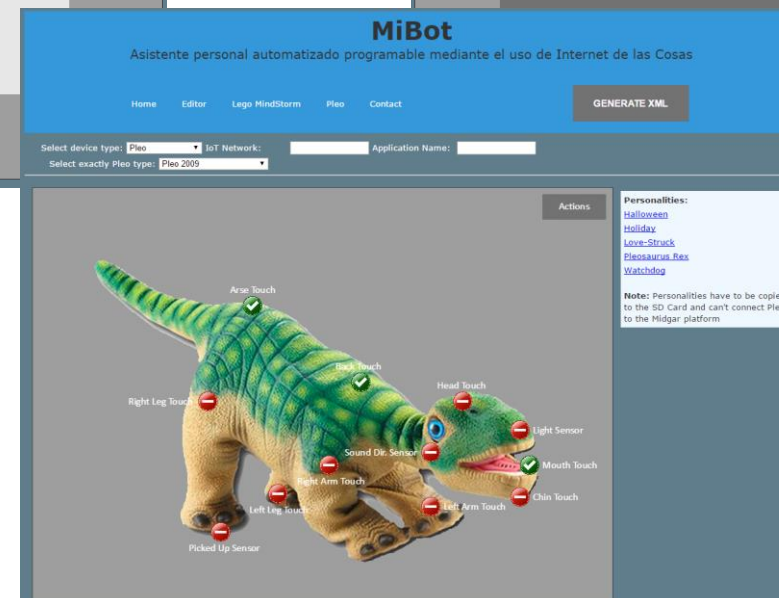 MiBot
Asistente personal automatizado programable mediante el uso de Internet de las Cosas
Home Editor Lego MindStorm Pleo Contact GENERATE XML
Select device type: Pleo IoT Network: Application Name:
Select exactly Pleo type: Pleo 2009
Actions
Personalities:
Halloween
Holiday
Love-Struck
Pleosaurus Rex
Watchdog
Note: Personalities have to be copie
to the SD Card and can't connect Ple
to the Midgar platform
Arse Touch
Back Touch
Head Touch
Right Leg Touch
Light Sensor
Sound Dir. Sensor
Mouth Touch
Right Arm Touch
Chin Touch
Left Leg Touch
Left Arm Touch
Picked Up Sensor